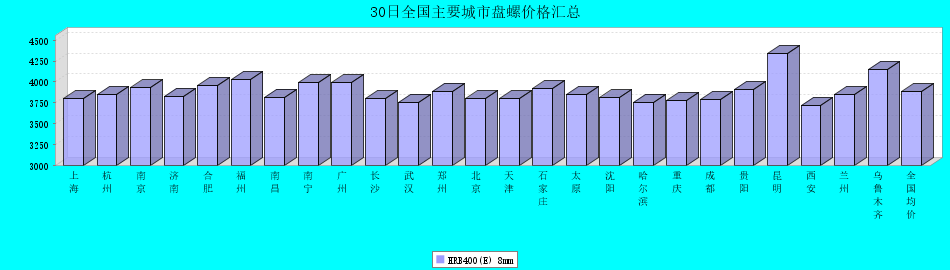 30日全国主要城市盘螺价格汇总
4500
4250
4000
3750
3500
3250
3000
上海
杭州
南京
济南
合肥
福州
南昌
南宁
广州
长沙
武汉
郑州
北京
天津
石家庄
太原
沈阳
哈尔滨
重庆
成都
贵阳
昆明
西安
兰州
乌鲁木齐
全国均价
HRB400(E) 8mm